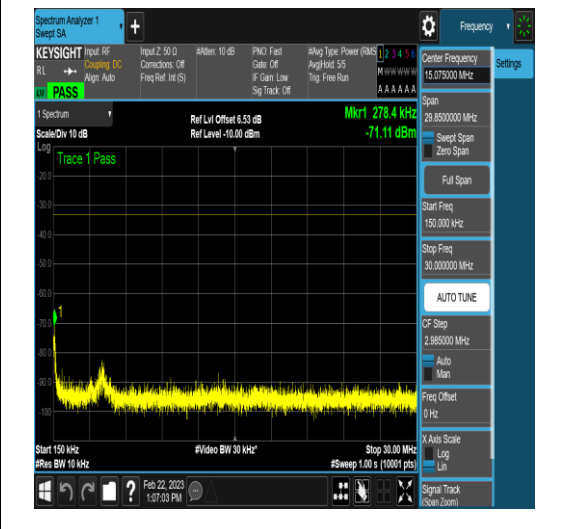 Spectrum Analyzer 1
Swept SA
Frequency
KEYSIGHT
RL
Input: RF
Coupling: DC
Align: Auto
Input Z: 50 Ω
Corrections: Off
Freq Ref: Int (S)
#Atten: 10 dB
PNO: Fast
Gate: Off
IF Gain: Low
Sig Track: Off
#Avg Type: Power (RMS
Avg|Hold: 5/5
Trig: Free Run
1 2 3 4 5 6
M W W W W W
A A A A A A
PASS
1 Spectrum
Scale/Div 10 dB
Ref Lvl Offset 6.53 dB
Ref Level -10.00 dBm
Mkr1 278.4 kHz
-71.11 dBm
Log
Trace 1 Pass
-20.0
-30.0
-40.0
-50.0
-60.0
-70.0
-80.0
-90.0
-100
1
Start 150 kHz
#Res BW 10 kHz
#Video BW 30 kHz*
Stop 30.00 MHz
#Sweep 1.00 s (10001 pts)
Center Frequency
15.075000 MHz
Settings
Span
29.8500000 MHz
Swept Span
Zero Span
Full Span
Start Freq
150.000 kHz
Stop Freq
30.000000 MHz
AUTO TUNE
CF Step
2.985000 MHz
Auto
Man
Freq Offset
0 Hz
X Axis Scale
Log
Lin
Signal Track
(Span Zoom)
?
Feb 22, 2023
1:07:03 PM